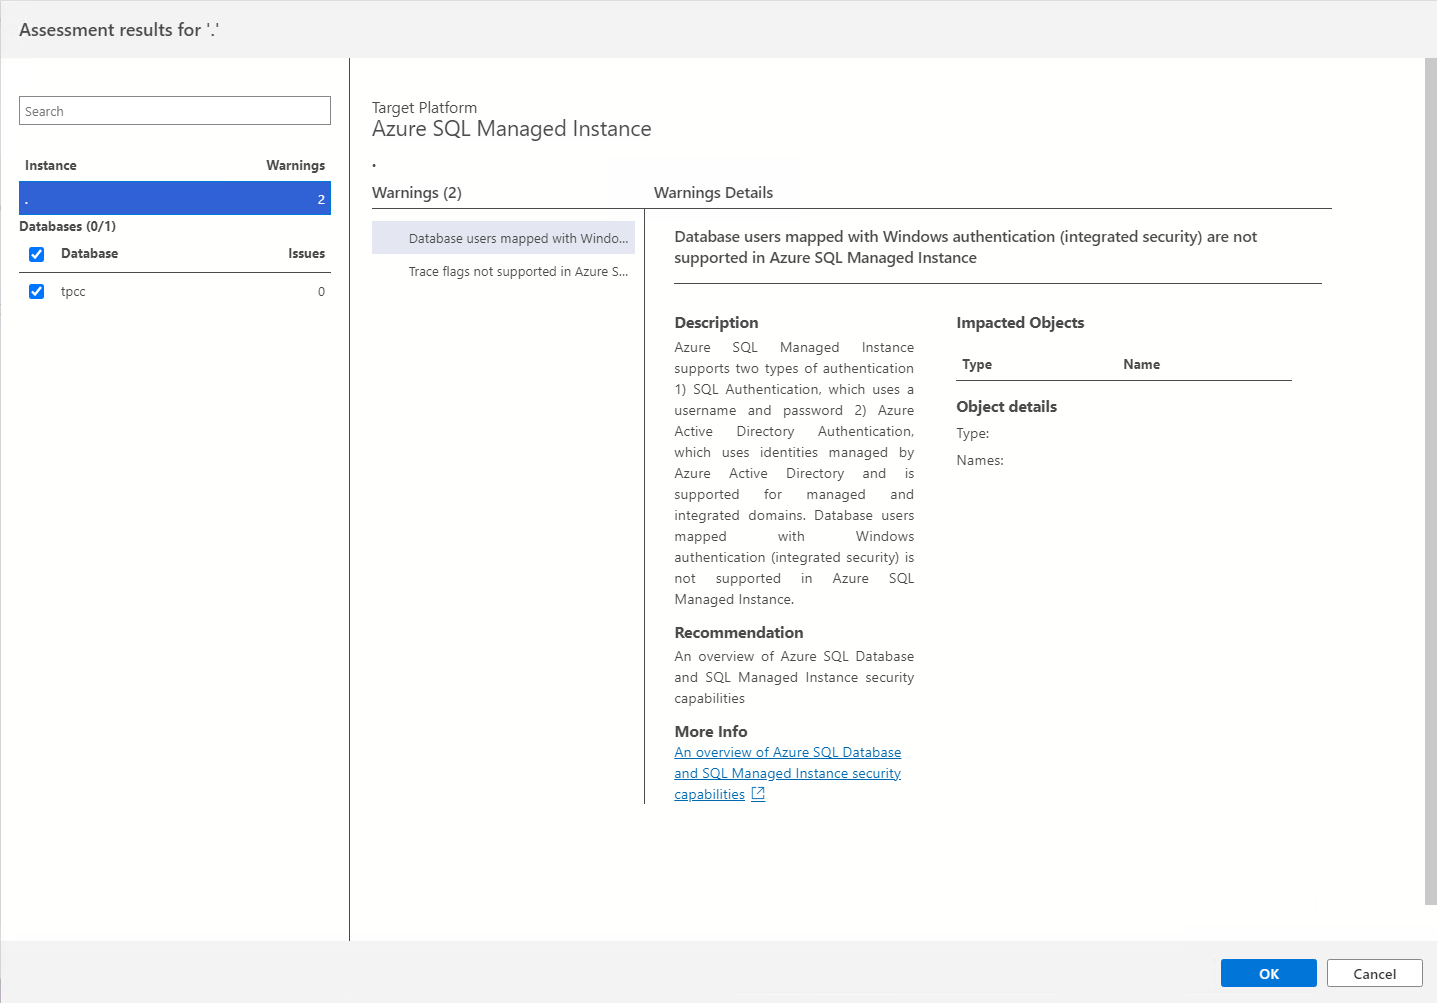 Assessment results for '.'
Search
Instance Warnings
. 2
Databases (0/1)
Database Issues
tpcc 0
Target Platform
Azure SQL Managed Instance
.
Warnings (2)
Database users mapped with Windo...
Trace flags not supported in Azure S...
Warnings Details
Database users mapped with Windows authentication (integrated security) are not
supported in Azure SQL Managed Instance
Description
Azure SQL Managed Instance
supports two types of authentication
1) SQL Authentication, which uses a
username and password 2) Azure
Active Directory Authentication,
which uses identities managed by
Azure Active Directory and is
supported for managed and
integrated domains. Database users
mapped with Windows
authentication (integrated security) is
not supported in Azure SQL
Managed Instance.
Recommendation
An overview of Azure SQL Database
and SQL Managed Instance security
capabilities
More Info
An overview of Azure SQL Database
and SQL Managed Instance security
capabilities
Impacted Objects
Type Name
Object details
Type:
Names:
OK Cancel